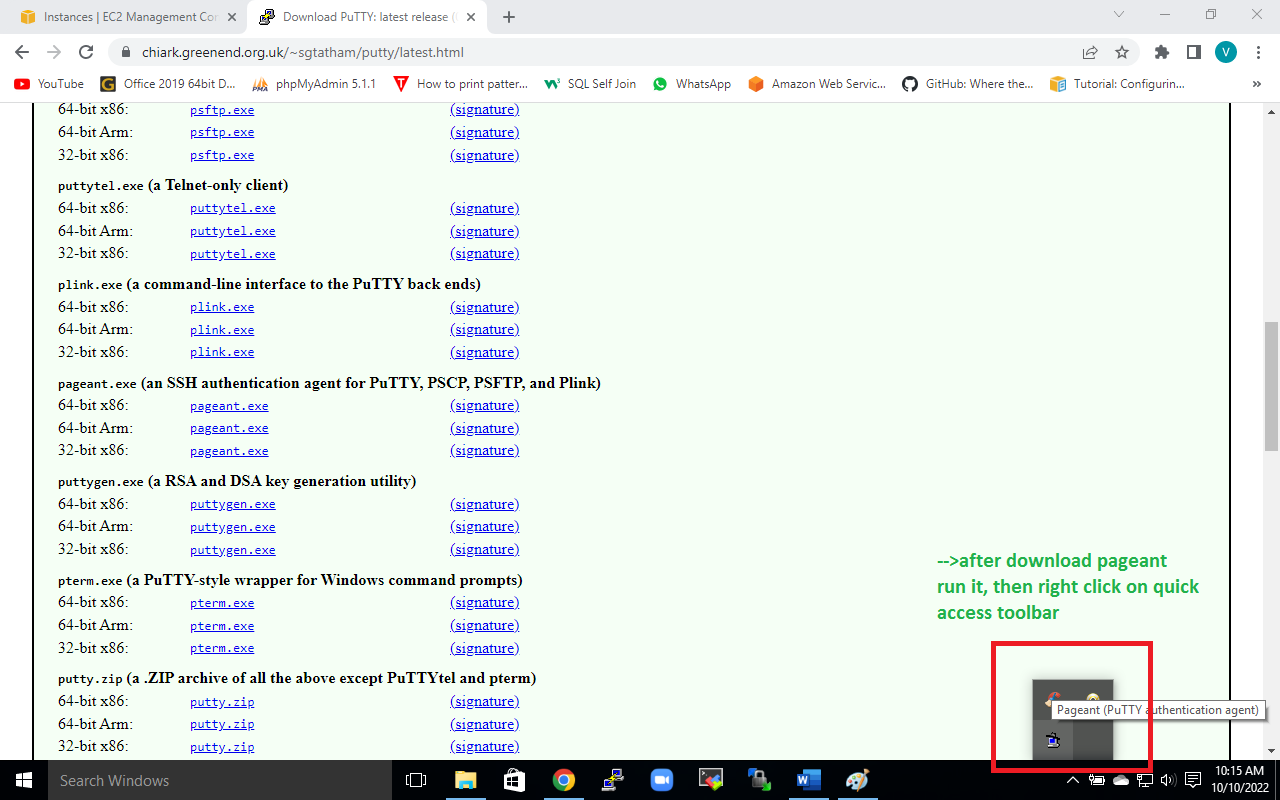 Instances | EC2 Management Con
Download PuTTY: latest release (
chiark.greenend.org.uk/~sgtatham/putty/latest.html
V
YouTube
G Office 2019 64bit D...
PMA phpMyAdmin 5.1.1
How to print patter...
SQL Self Join
WhatsApp
Amazon Web Servic...
GitHub: Where the...
Tutorial: Configurin...
»
64-bit x86: psftp.exe (signature)
64-bit Arm: psftp.exe (signature)
32-bit x86: psftp.exe (signature)
puttytel.exe (a Telnet-only client)
64-bit x86: puttytel.exe (signature)
64-bit Arm: puttytel.exe (signature)
32-bit x86: puttytel.exe (signature)
plink.exe (a command-line interface to the PuTTY back ends)
64-bit x86: plink.exe (signature)
64-bit Arm: plink.exe (signature)
32-bit x86: plink.exe (signature)
pageant.exe (an SSH authentication agent for PuTTY, PSCP, PSFTP, and Plink)
64-bit x86: pageant.exe (signature)
64-bit Arm: pageant.exe (signature)
32-bit x86: pageant.exe (signature)
puttygen.exe (a RSA and DSA key generation utility)
64-bit x86: puttygen.exe (signature)
64-bit Arm: puttygen.exe (signature)
32-bit x86: puttygen.exe (signature)
pterm.exe (a PuTTY-style wrapper for Windows command prompts)
64-bit x86: pterm.exe (signature)
64-bit Arm: pterm.exe (signature)
32-bit x86: pterm.exe (signature)
putty.zip (a .ZIP archive of all the above except PuTTYtel and pterm)
64-bit x86: putty.zip (signature)
64-bit Arm: putty.zip (signature)
32-bit x86: putty.zip (signature)
-->after download pageant
run it, then right click on quick
access toolbar
Pageant (PuTTY authentication agent)
Search Windows
10:15 AM
10/10/2022